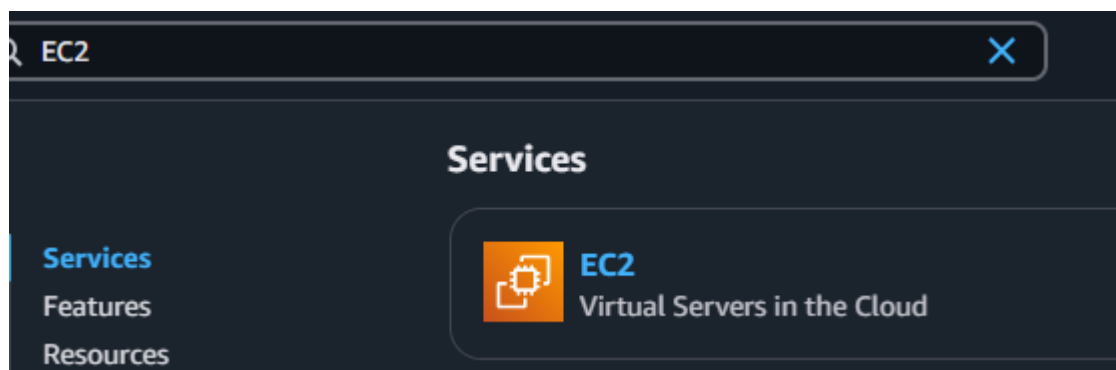 EC2
Services
Services
Features
Resources
EC2
Virtual Servers in the Cloud